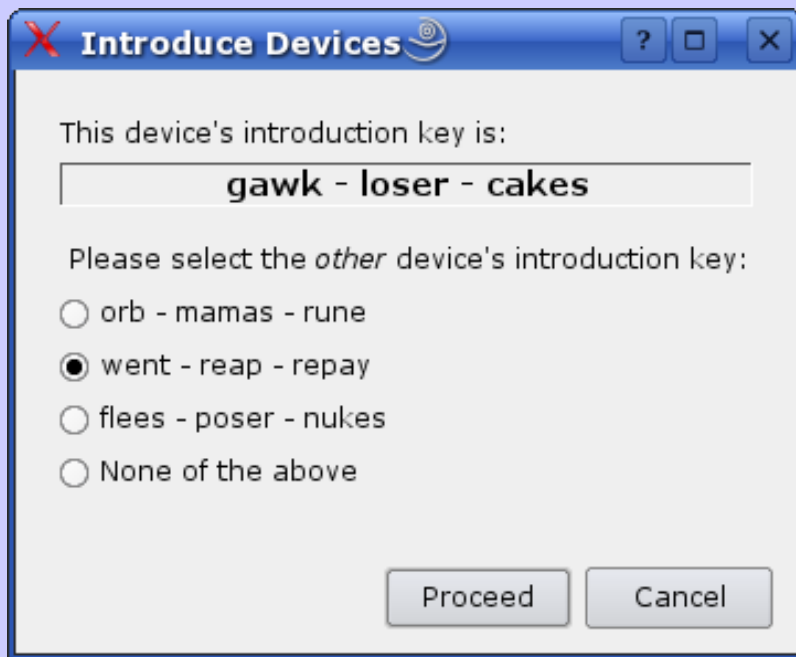 Introduce Devices
This device's introduction key is:
gawk - loser - cakes
Please select the other device's introduction key:
orb - mamas - rune
went - reap - repay
flees - poser - nukes
None of the above
Proceed Cancel